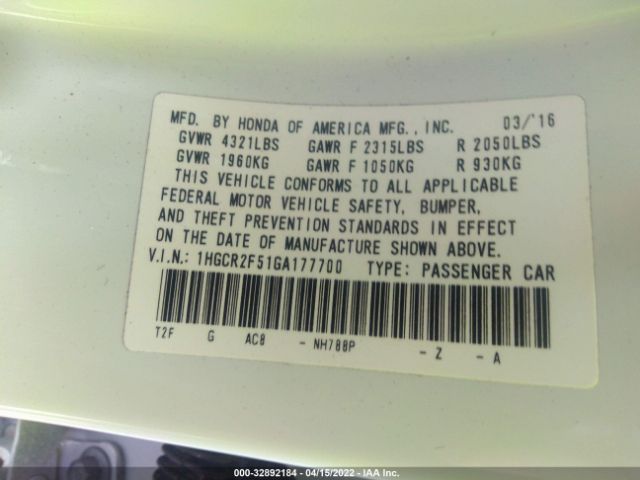 MFD. BY HONDA OF AMERICA MFG., INC. 03/'16
GVWR 4321LBS GAWR F 2315LBS R 2050LBS
GVWR 1960KG GAWR F 1050KG R 930KG
THIS VEHICLE CONFORMS TO ALL APPLICABLE
FEDERAL MOTOR VEHICLE SAFETY, BUMPER,
AND THEFT PREVENTION STANDARDS IN EFFECT
ON THE DATE OF MANUFACTURE SHOWN ABOVE.
V.I.N.: 1HGCR2F51GA177700 TYPE: PASSENGER CAR
T2F G AC8 - NH788P - Z - A
000-32892184 - 04/15/2022 - IAA Inc.